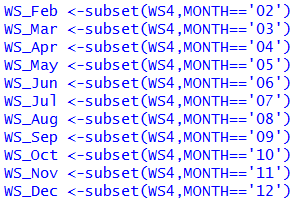 WS_Feb <-subset(WS4,MONTH=='02')
WS_Mar <-subset(WS4,MONTH=='03')
WS_Apr <-subset(WS4,MONTH=='04')
WS_May <-subset(WS4,MONTH=='05')
WS_Jun <-subset(WS4,MONTH=='06')
WS_Jul <-subset(WS4,MONTH=='07')
WS_Aug <-subset(WS4,MONTH=='08')
WS_Sep <-subset(WS4,MONTH=='09')
WS_Oct <-subset(WS4,MONTH=='10')
WS_Nov <-subset(WS4,MONTH=='11')
WS_Dec <-subset(WS4,MONTH=='12')